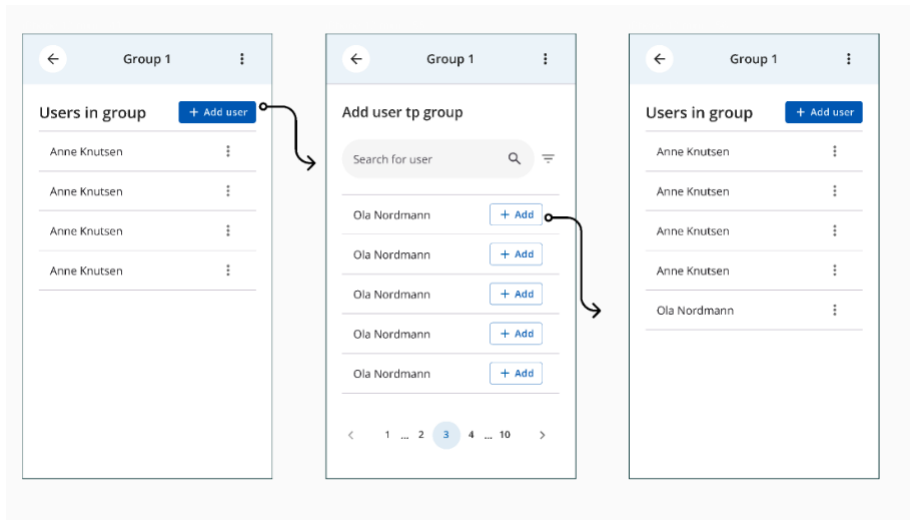 Group 1
Users in group
+ Add user
Anne Knutsen
Anne Knutsen
Anne Knutsen
Anne Knutsen
Group 1
Add user tp group
Search for user
Ola Nordmann
+ Add
Ola Nordmann
+ Add
Ola Nordmann
+ Add
Ola Nordmann
+ Add
Ola Nordmann
+ Add
< 1 ... 2 3 4 ... 10 >
Group 1
Users in group
+ Add user
Anne Knutsen
Anne Knutsen
Anne Knutsen
Anne Knutsen
Ola Nordmann